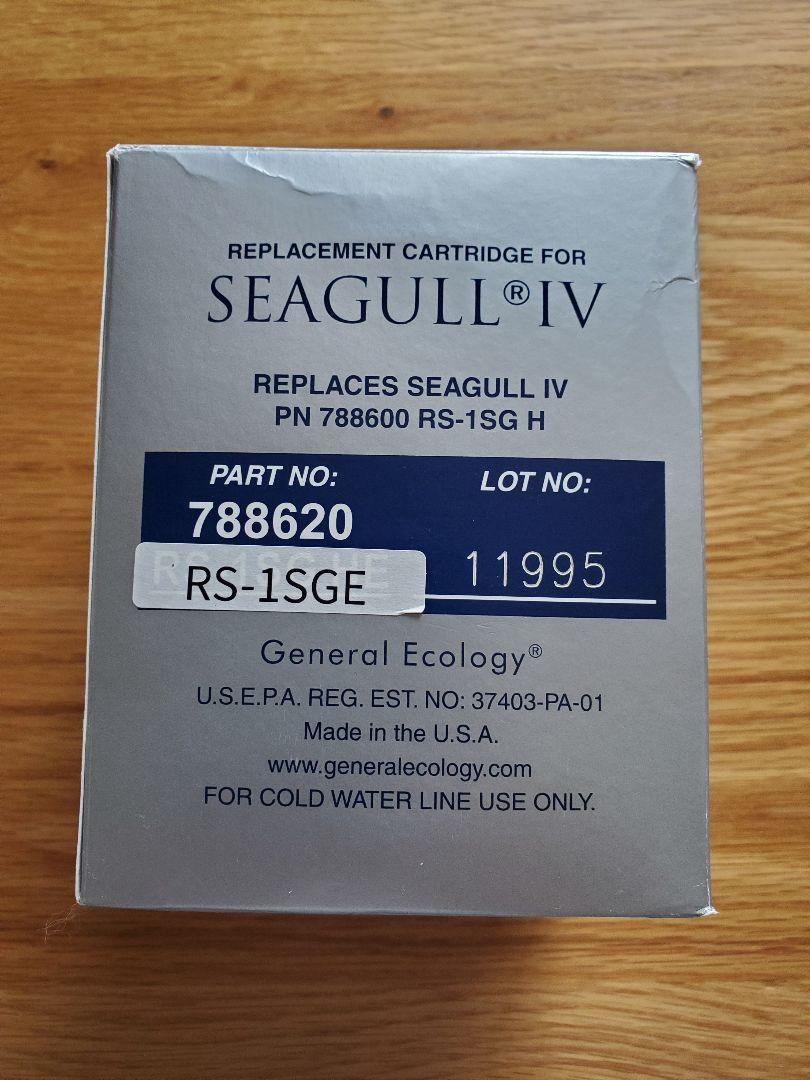 REPLACEMENT CARTRIDGE FOR
SEAGULL® IV
REPLACES SEAGULL IV
PN 788600 RS-1SG H
PART NO:
788620
RS-1SGE
LOT NO:
11995
General Ecology®
U.S.E.P.A. REG. EST. NO: 37403-PA-01
Made in the U.S.A.
www.generalecology.com
FOR COLD WATER LINE USE ONLY.